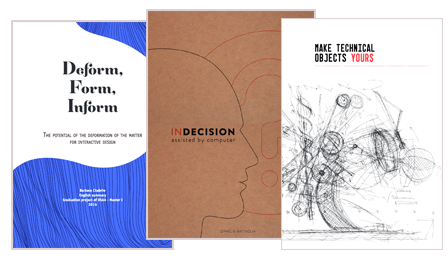 Deform,
Form,
Inform
THE POTENTIAL OF THE DEFORMATION OF THE MATTER
FOR INTERACTIVE DESIGN
English summary
INDECISION
assisted by computer
MAKE TECHNICAL
OBJECTS YOURS